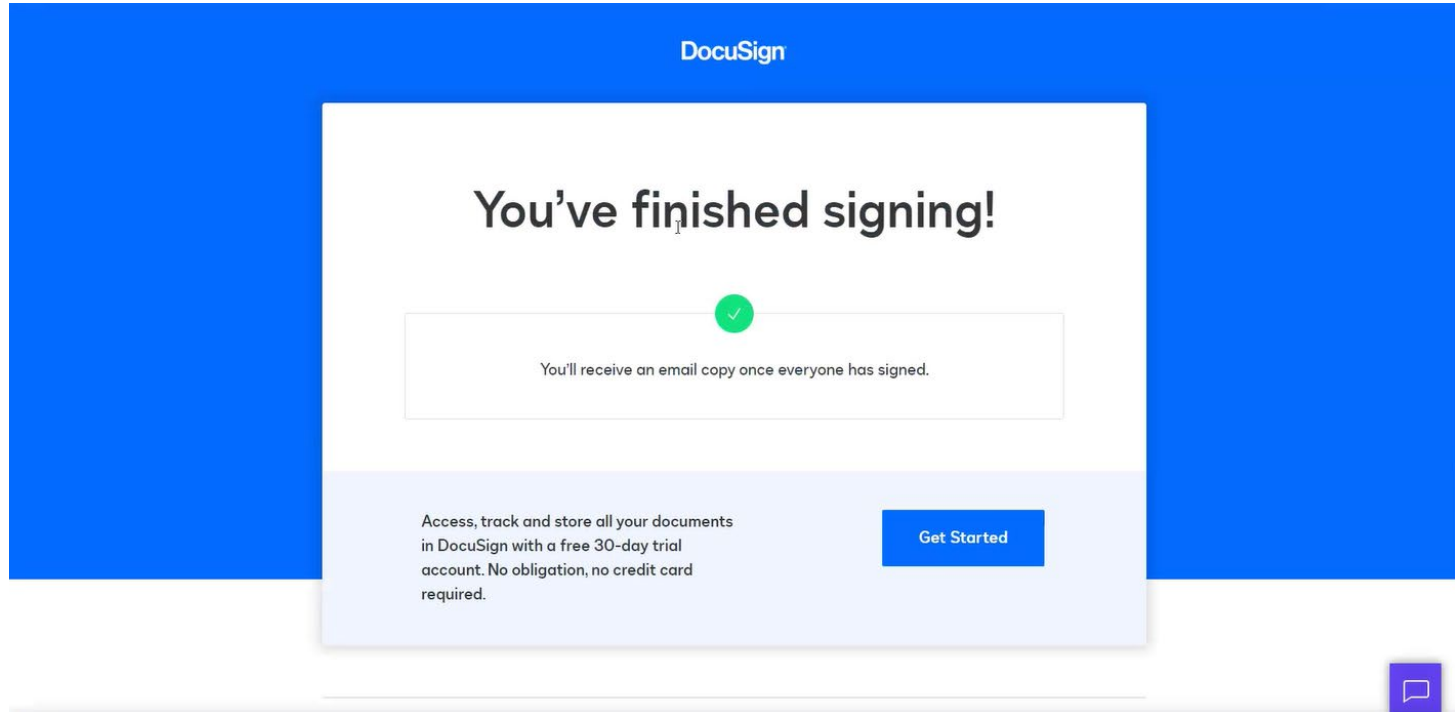 DocuSign
You’ve finished signing!
You’ll receive an email copy once everyone has signed.
Access, track and store all your documents
in DocuSign with a free 30-day trial
account. No obligation, no credit card
required.
Get Started